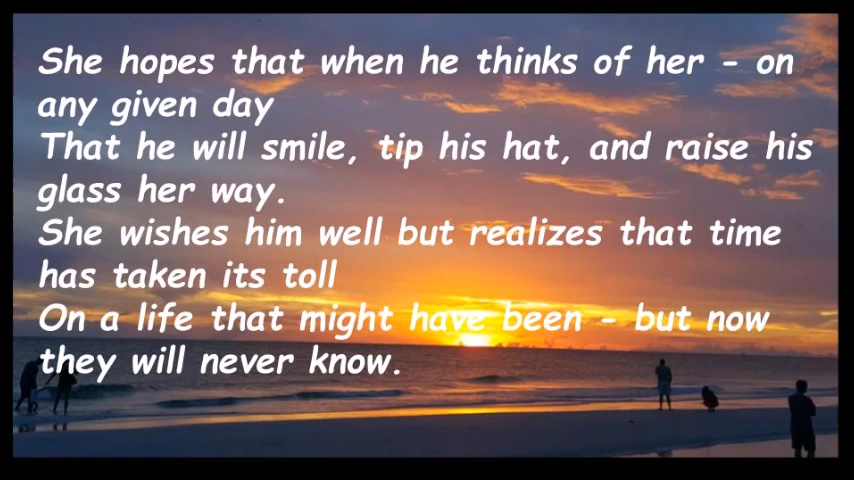 She hopes that when he thinks of her - on
any given day
That he will smile, tip his hat, and raise his
glass her way.
She wishes him well but realizes that time
has taken its toll
On a life that might have been - but now
they will never know.